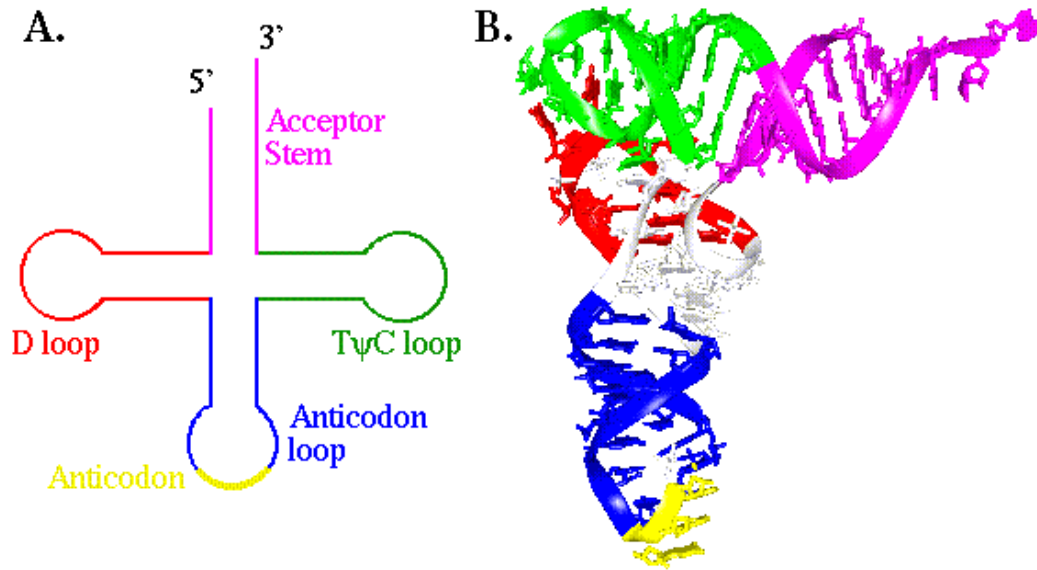 A.
B.
3’
5’
Acceptor
Stem
D loop
TψC loop
Anticodon
loop
Anticodon